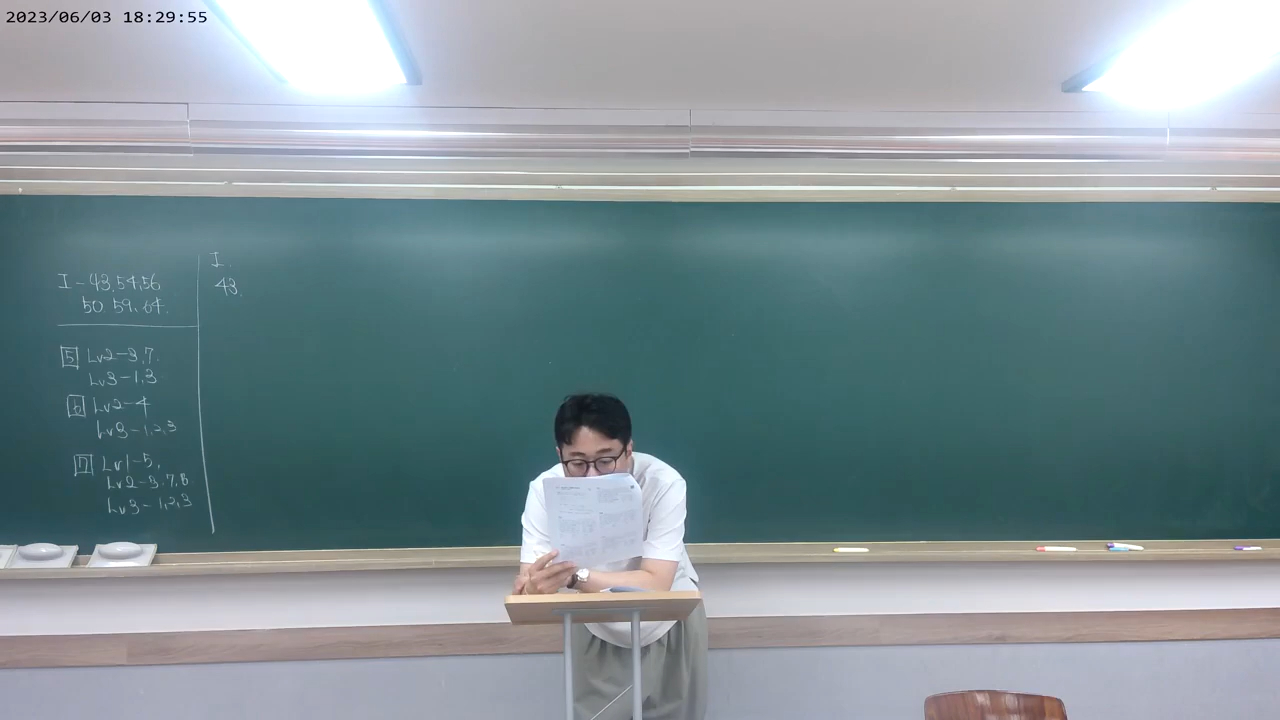 2023/06/03 18:29:55
I - 43, 54, 56
50. 59. 64.
5 Lv2-3,7.
Lv3-1,3
6 Lv2-4
Lv3-1,2,3
7 Lv1-5,
Lv2-3,7,8
Lv3-1,2,3
I.
43.